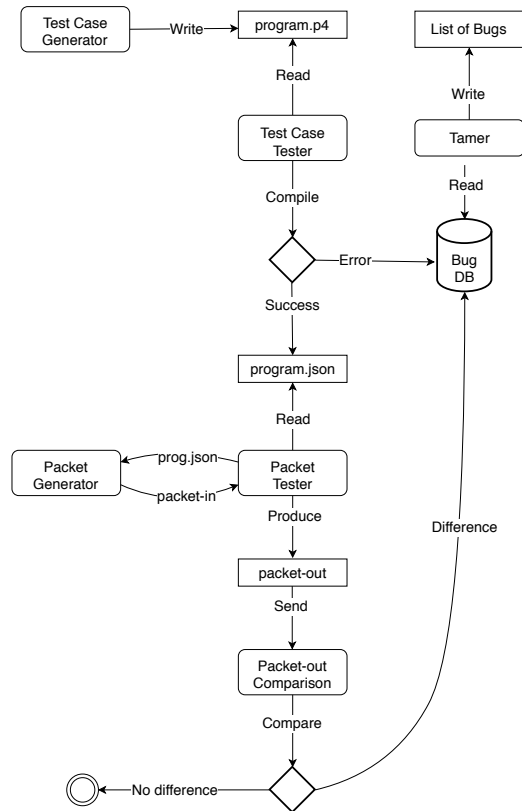 Test Case
Generator
Write
program.p4
List of Bugs
Read
Write
Test Case
Tester
Tamer
Compile
Read
Error
Bug
DB
Success
program.json
Read
Packet
Generator
prog.json
packet-in
Packet
Tester
Produce
Difference
packet-out
Send
Packet-out
Comparison
Compare
No difference